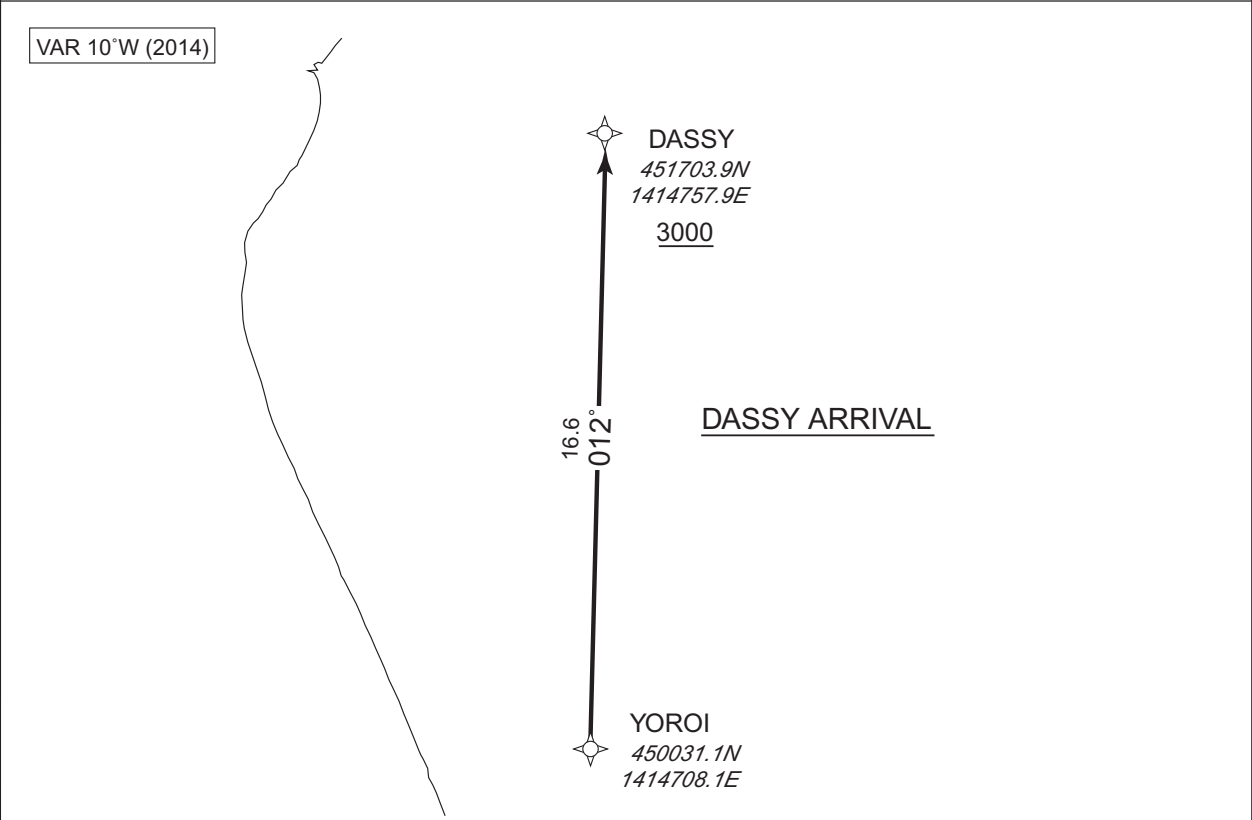 VAR 10°W (2014)
DASSY
451703.9N
1414757.9E
3000
16.6
012°
DASSY ARRIVAL
YOROI
450031.1N
1414708.1E